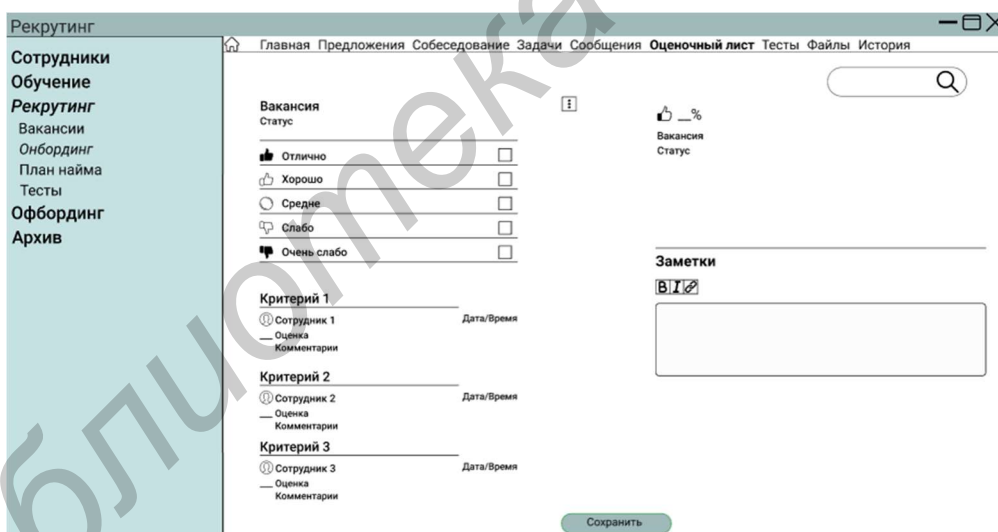 Рекрутинг
Сотрудники
Обучение
Рекрутинг
Вакансии
Онбординг
План найма
Тесты
Офбординг
Архив
Главная Предложения Собеседование Задачи Сообщения Оценочный лист Тесты Файлы История
Вакансия
Статус
Отлично
Хорошо
Средне
Слабо
Очень слабо
Критерий 1
Сотрудник 1 Дата/Время
__ Оценка
Комментарии
Критерий 2
Сотрудник 2 Дата/Время
__ Оценка
Комментарии
Критерий 3
Сотрудник 3 Дата/Время
__ Оценка
Комментарии
__%
Вакансия
Статус
Заметки
B I
Сохранить
блиотека